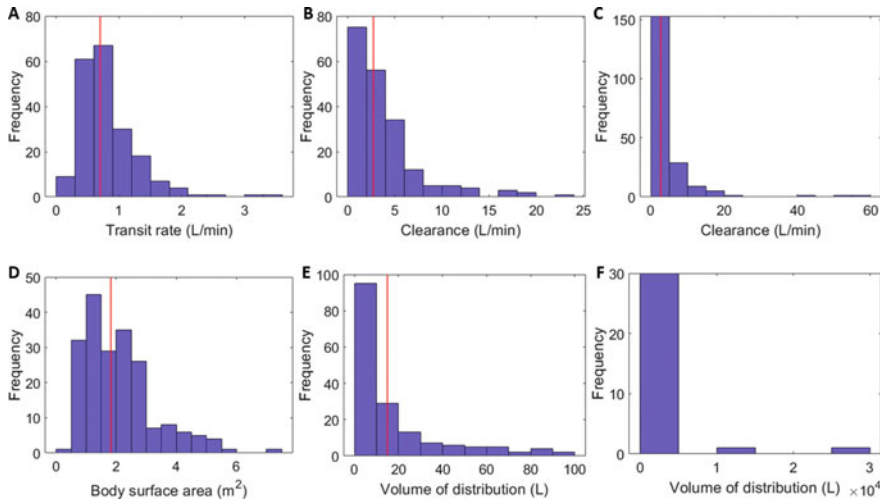 A
80
60
40
20
0
Frequency
0 1 2 3
Transit rate (L/min)
B
80
60
40
20
0
Frequency
0 5 10 15 20 25
Clearance (L/min)
C
150
100
50
0
Frequency
0 20 40 60
Clearance (L/min)
D
50
40
30
20
10
0
Frequency
0 2 4 6
Body surface area (m²)
E
100
80
60
40
20
0
Frequency
0 20 40 60 80 100
Volume of distribution (L)
F
30
20
10
0
Frequency
0 1 2 3
Volume of distribution (L) ×10⁴